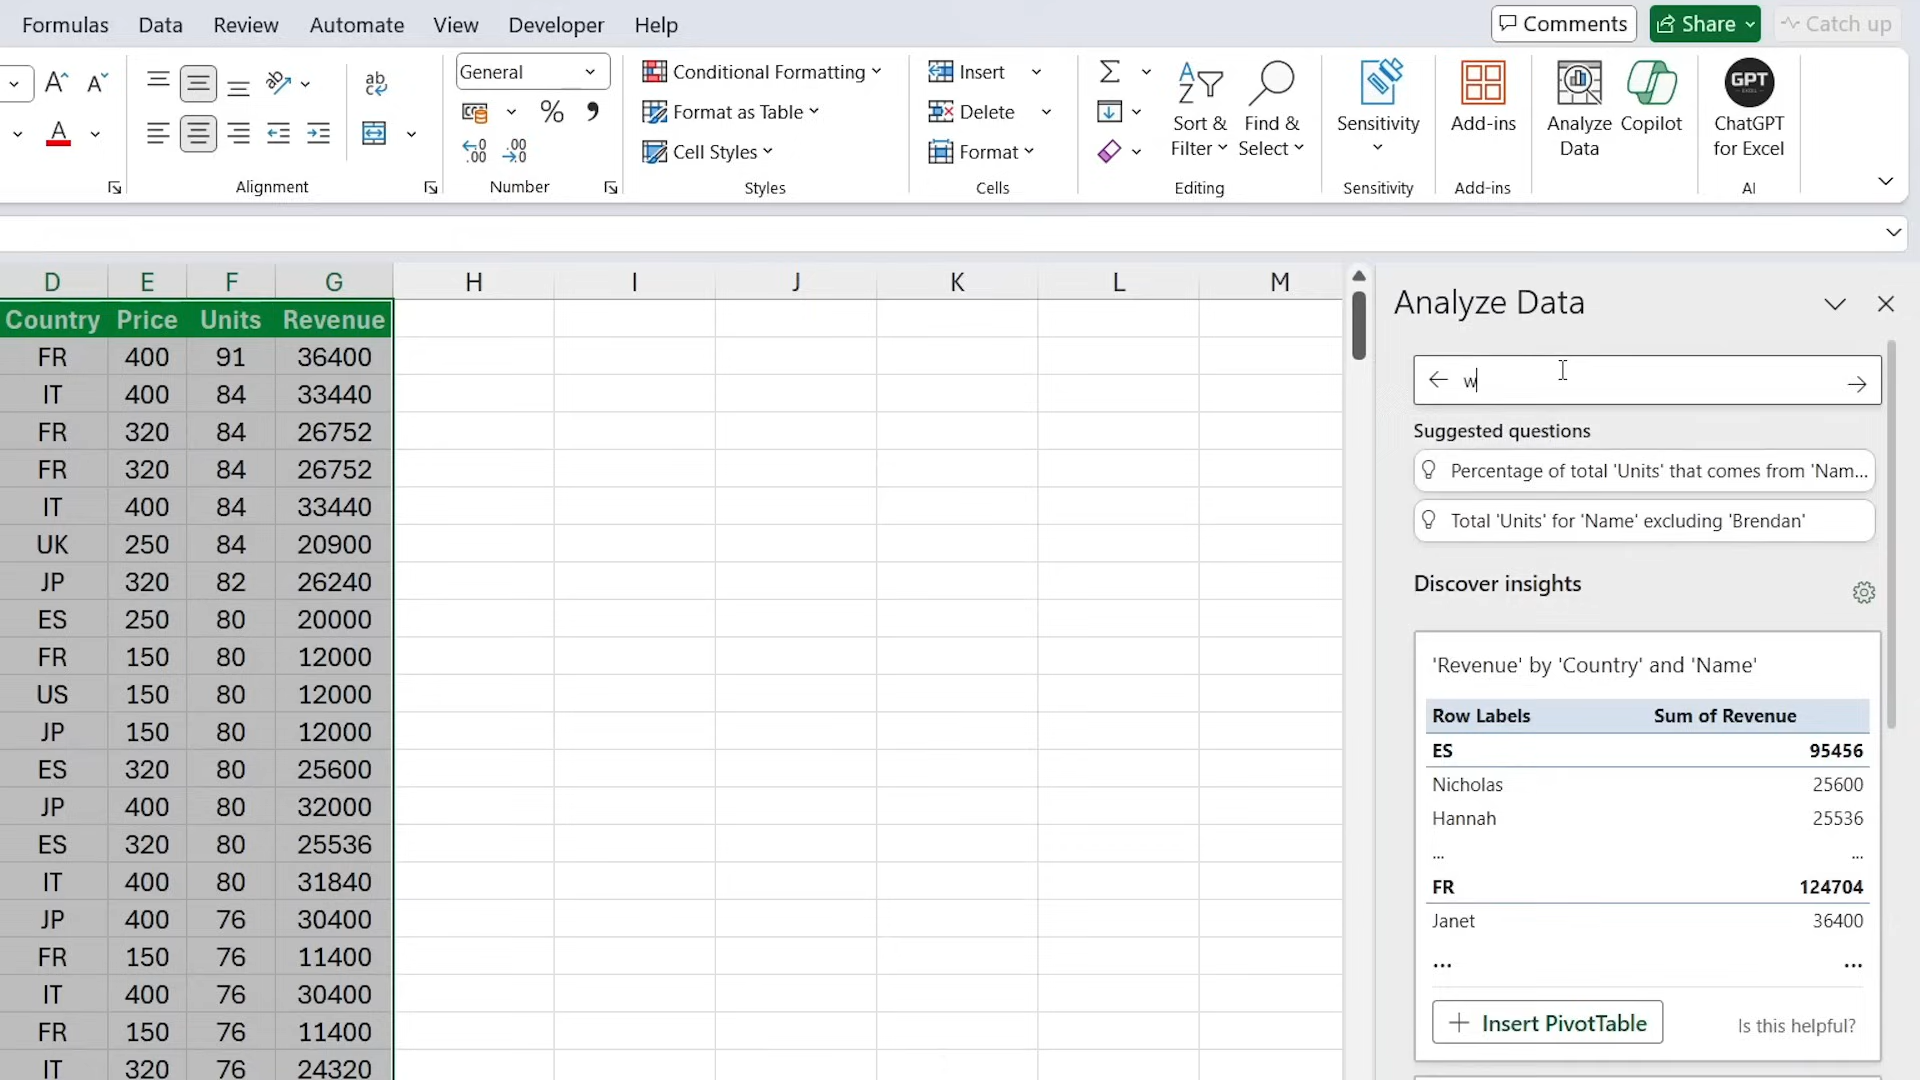 Formulas Data Review Automate View Developer Help Comments Share Catch up
General
Conditional Formatting
Format as Table
Cell Styles
Insert
Delete
Format
Sort &
Filter
Find &
Select
Sensitivity
Add-ins
Analyze
Data
Copilot
GPT
EXCEL
ChatGPT
for Excel
Alignment Number Styles Cells Editing Sensitivity Add-ins AI
D E F G H I J K L M
Country Price Units Revenue
FR 400 91 36400
IT 400 84 33440
FR 320 84 26752
FR 320 84 26752
IT 400 84 33440
UK 250 84 20900
JP 320 82 26240
ES 250 80 20000
FR 150 80 12000
US 150 80 12000
JP 150 80 12000
ES 320 80 25600
JP 400 80 32000
ES 320 80 25536
IT 400 80 31840
JP 400 76 30400
FR 150 76 11400
IT 400 76 30400
FR 150 76 11400
IT 320 76 24320
Analyze Data
w
Suggested questions
Percentage of total 'Units' that comes from 'Nam...
Total 'Units' for 'Name' excluding 'Brendan'
Discover insights
'Revenue' by 'Country' and 'Name'
Row Labels Sum of Revenue
ES 95456
Nicholas 25600
Hannah 25536
... ...
FR 124704
Janet 36400
... ...
Insert PivotTable Is this helpful?